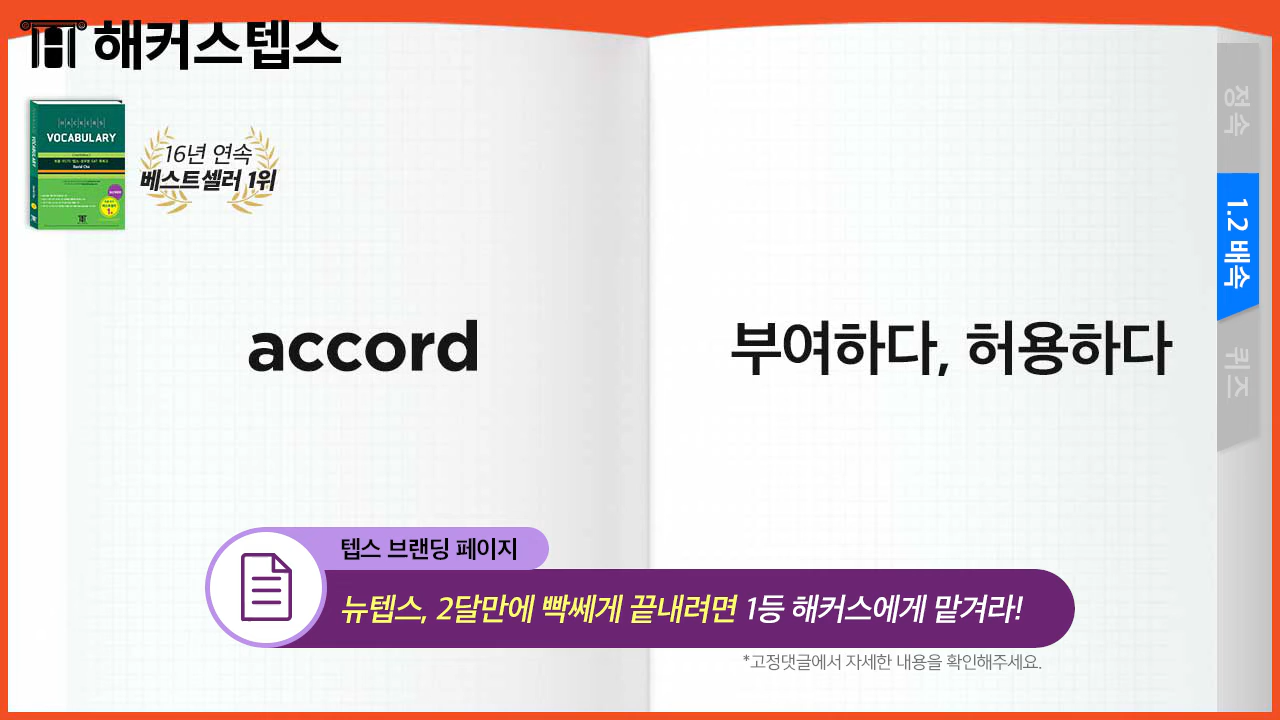 해커스텝스
HACKERS
VOCABULARY
David Cho
16년 연속
베스트셀러 1위
정속
1.2 배속
퀴즈
accord
부여하다, 허용하다
텝스 브랜딩 페이지
뉴텝스, 2달만에 빡쎄게 끝내려면 1등 해커스에게 맡겨라!
*고정댓글에서 자세한 내용을 확인해주세요.